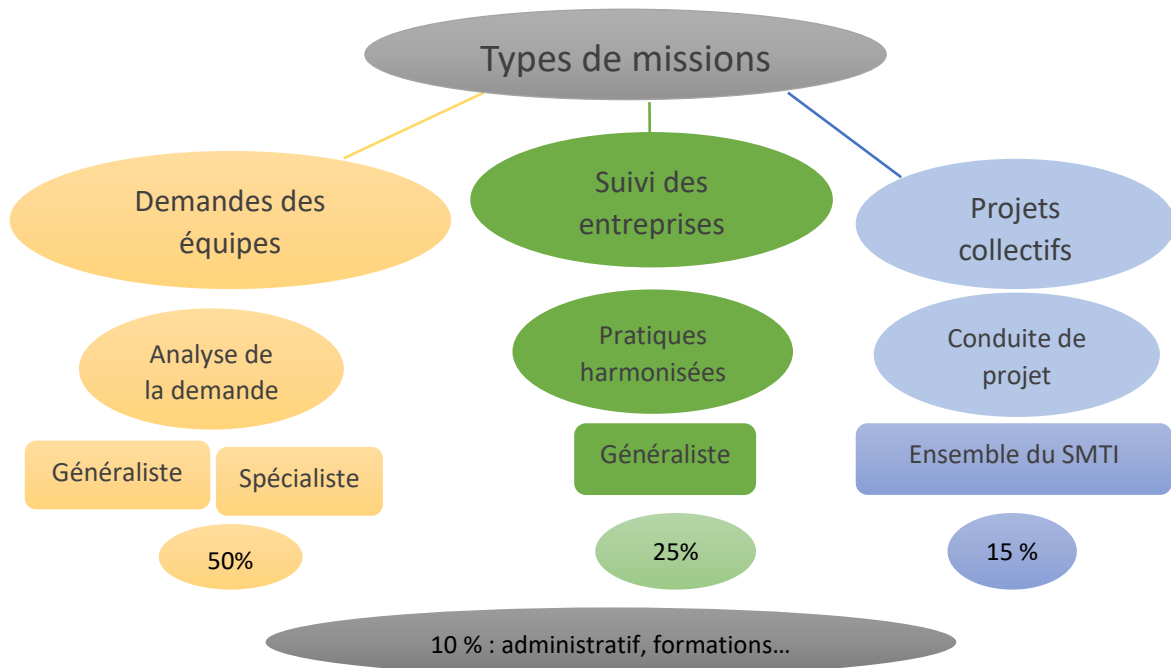 Types de missions
Demandes des
équipes
Suivi des
entreprises
Projets
collectifs
Analyse de
la demande
Pratiques
harmonisées
Conduite de
projet
Généraliste
Spécialiste
Généraliste
Ensemble du SMTI
50%
25%
15 %
10 % : administratif, formations…